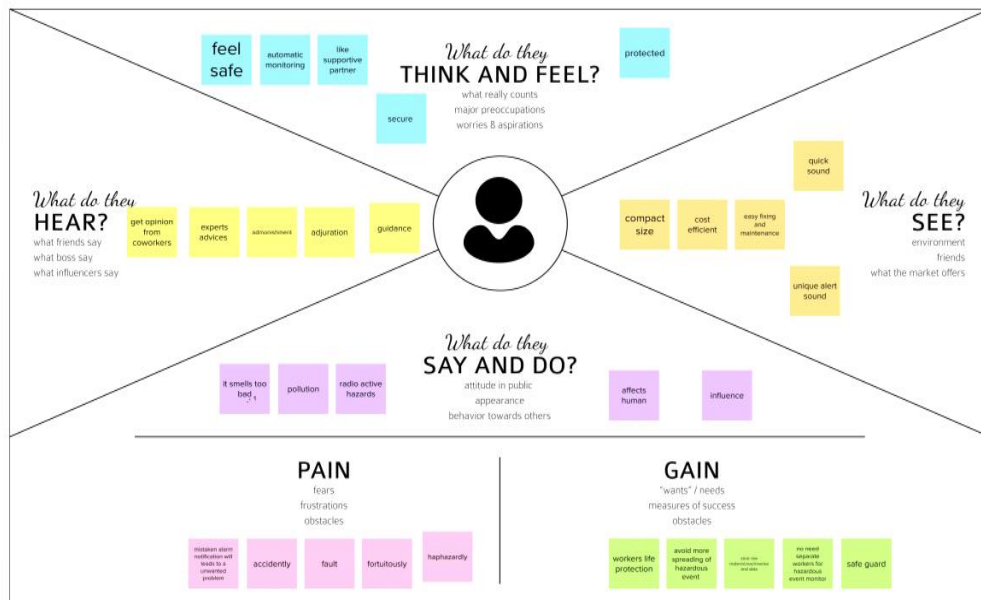 feel
safe
automatic
monitoring
like
supportive
partner
What do they
THINK AND FEEL?
what really counts
major preoccupations
worries & aspirations
secure
protected
What do they
HEAR?
what friends say
what boss say
what influencers say
get opinion
from
coworkers
experts
advices
admonishment
adjuration
guidance
quick
sound
compact
size
cost
efficient
easy fixing
and
maintenance
unique alert
sound
What do they
SEE?
environment
friends
what the market offers
What do they
SAY AND DO?
attitude in public
appearance
behavior towards others
it smells too
bad
pollution
radio active
hazards
affects
human
influence
PAIN
fears
frustrations
obstacles
mistaken alarm
notification will
leads to a
unwanted
problem
accidently
fault
fortuitously
haphazardly
GAIN
"wants" / needs
measures of success
obstacles
workers life
protection
avoid more
spreading of
hazardous
event
no need
separate
workers for
hazardous
event monitor
safe guard